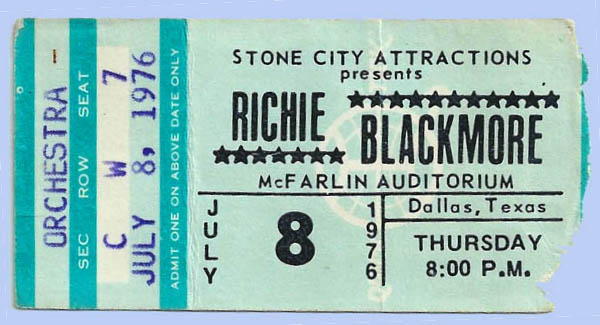 ORCHESTRA
SEC ROW SEAT
C W 7
JULY 8, 1976
ADMIT ONE ON ABOVE DATE ONLY
STONE CITY ATTRACTIONS
presents
RICHIE
BLACKMORE
McFARLIN AUDITORIUM
JULY
8
1976
Dallas, Texas
THURSDAY
8:00 P.M.